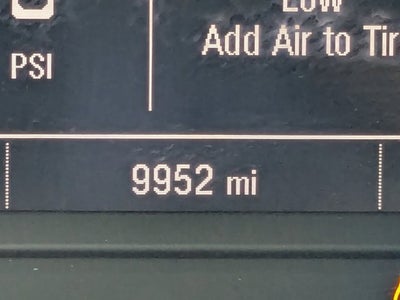 Low
PSI
Add Air to Tir
9952 mi